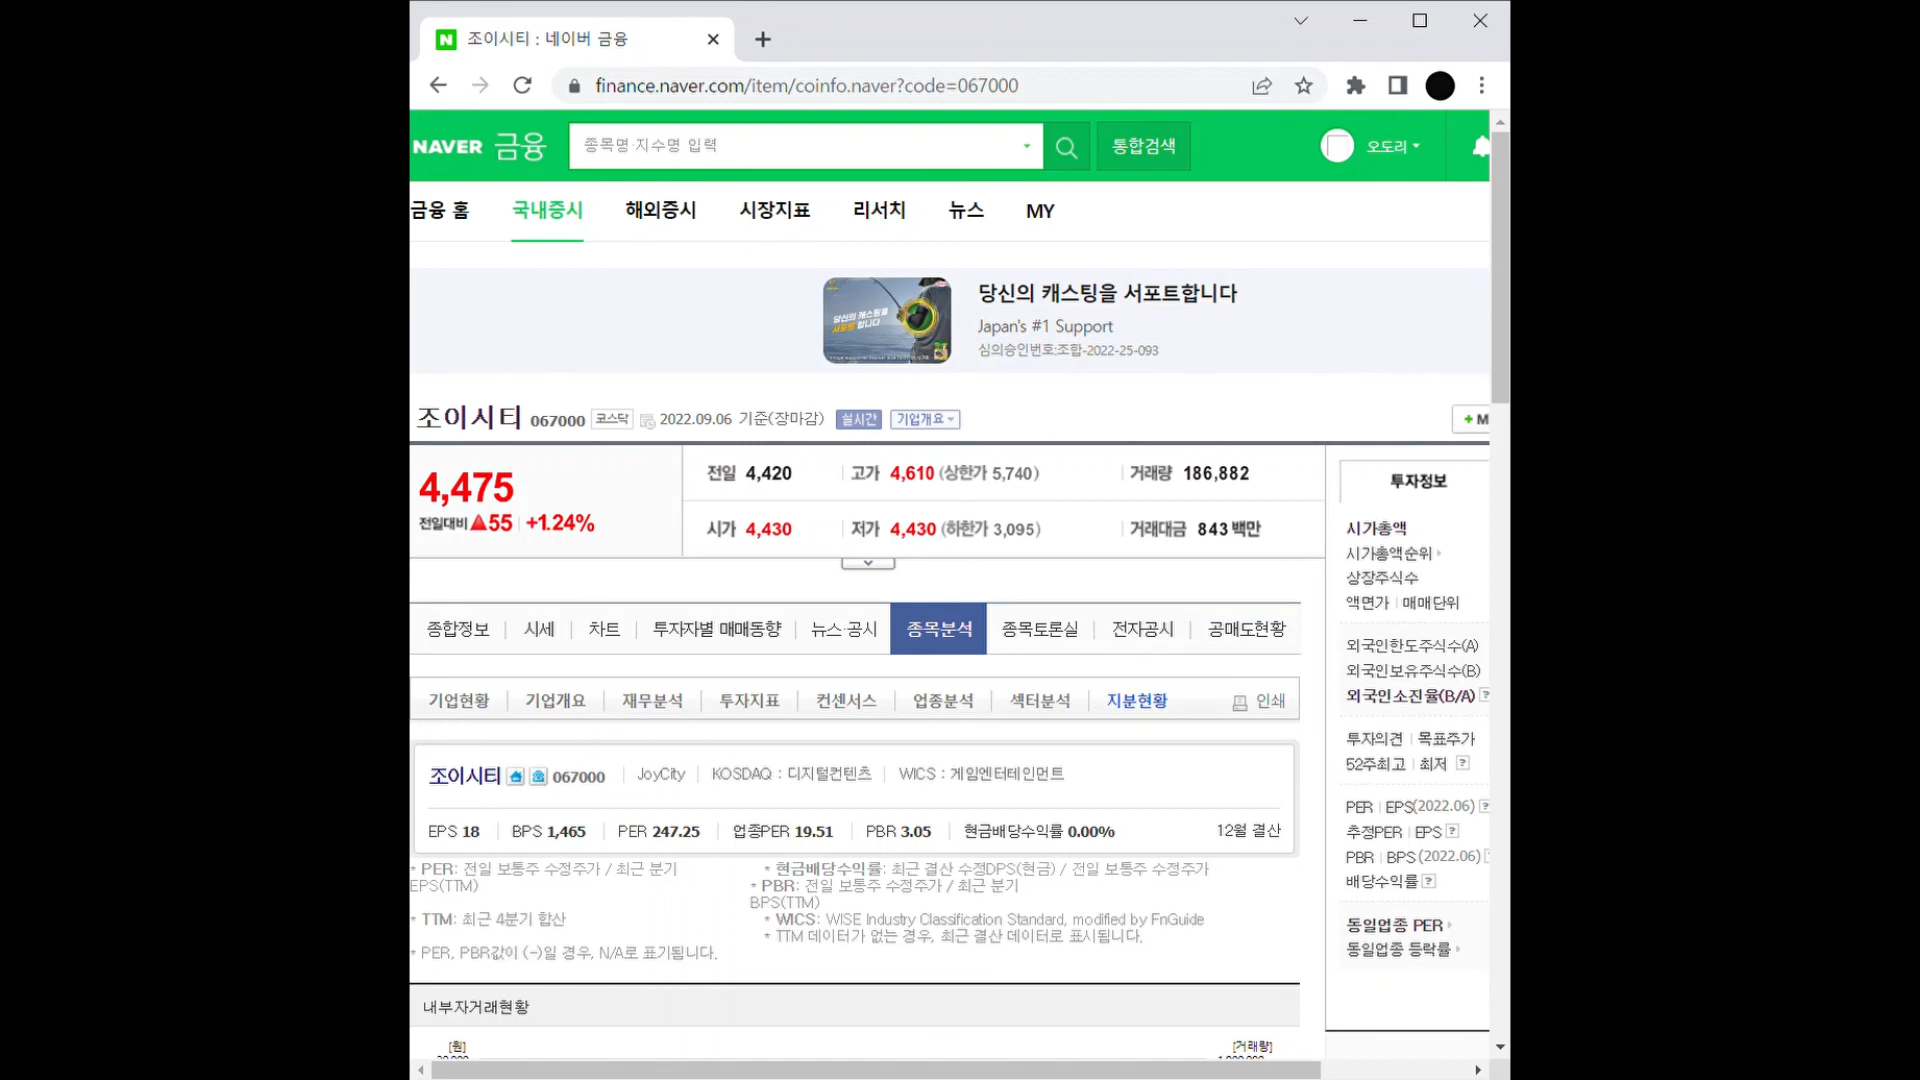 조이시티 : 네이버 금융
finance.naver.com/item/coinfo.naver?code=067000
NAVER 금융 종목명·지수명 입력 통합검색 오토리
금융 홈 국내증시 해외증시 시장지표 리서치 뉴스 MY
당신의 캐스팅을 서포트합니다
당신의 캐스팅을
서포트 합니다
Japan's #1 Support
심의승인번호:조합-2022-25-093
조이시티 067000 코스닥 2022.09.06 기준(장마감) 실시간 기업개요 + M
4,475
전일대비 ▲55 +1.24%
전일 4,420 고가 4,610 (상한가 5,740) 거래량 186,882
시가 4,430 저가 4,430 (하한가 3,095) 거래대금 843 백만
종합정보 시세 차트 투자자별 매매동향 뉴스·공시 종목분석 종목토론실 전자공시 공매도현황
기업현황 기업개요 재무분석 투자지표 컨센서스 업종분석 섹터분석 지분현황 인쇄
조이시티 067000 JoyCity KOSDAQ : 디지털컨텐츠 WICS : 게임엔터테인먼트
EPS 18 BPS 1,465 PER 247.25 업종PER 19.51 PBR 3.05 현금배당수익률 0.00% 12월 결산
* PER: 전일 보통주 수정주가 / 최근 분기
EPS(TTM)
* TTM: 최근 4분기 합산
* PER, PBR값이 (-)일 경우, N/A로 표기됩니다.
* 현금배당수익률: 최근 결산 수정DPS(현금) / 전일 보통주 수정주가
* PBR: 전일 보통주 수정주가 / 최근 분기
BPS(TTM)
* WICS: WISE Industry Classification Standard, modified by FnGuide
* TTM 데이터가 없는 경우, 최근 결산 데이터로 표시됩니다.
내부자거래현황
[원] [거래량]
투자정보
시가총액
시가총액순위
상장주식수
액면가 매매단위
외국인한도주식수(A)
외국인보유주식수(B)
외국인소진율(B/A) ?
투자의견 목표주가
52주최고 최저 ?
PER EPS(2022.06) ?
추정PER EPS ?
PBR BPS(2022.06)
배당수익률 ?
동일업종 PER
동일업종 등락률